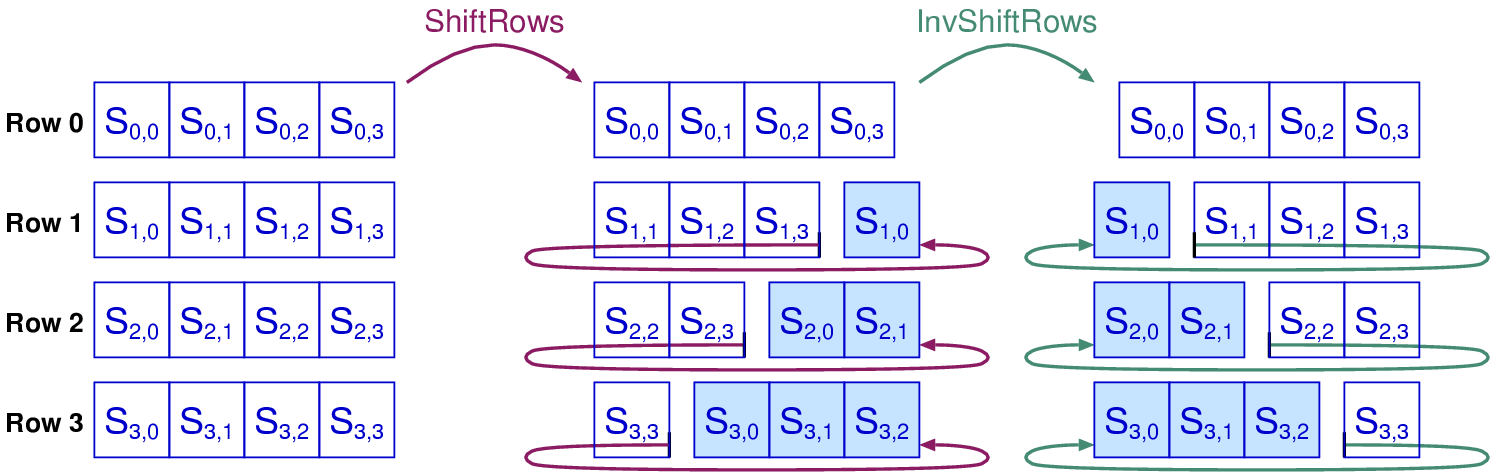 ShiftRows InvShiftRows
Row 0 S0,0 S0,1 S0,2 S0,3 S0,0 S0,1 S0,2 S0,3 S0,0 S0,1 S0,2 S0,3
Row 1 S1,0 S1,1 S1,2 S1,3 S1,1 S1,2 S1,3 S1,0 S1,0 S1,1 S1,2 S1,3
Row 2 S2,0 S2,1 S2,2 S2,3 S2,2 S2,3 S2,0 S2,1 S2,0 S2,1 S2,2 S2,3
Row 3 S3,0 S3,1 S3,2 S3,3 S3,3 S3,0 S3,1 S3,2 S3,0 S3,1 S3,2 S3,3